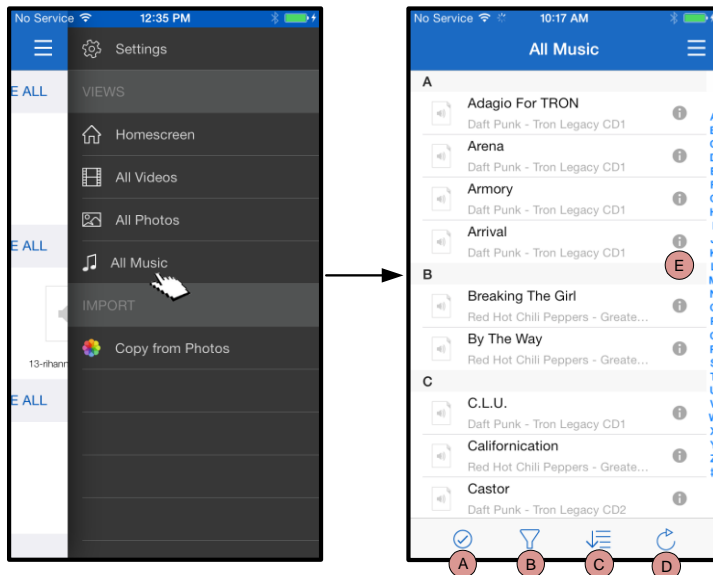 No Service 12:35 PM
Settings
E ALL
VIEWS
Homescreen
All Videos
All Photos
E ALL
All Music
IMPORT
Copy from Photos
13-rihann
E ALL
No Service 10:17 AM
All Music
A
Adagio For TRON
Daft Punk - Tron Legacy CD1
Arena
Daft Punk - Tron Legacy CD1
Armory
Daft Punk - Tron Legacy CD1
Arrival
Daft Punk - Tron Legacy CD1
E
B
Breaking The Girl
Red Hot Chili Peppers - Greate...
By The Way
Red Hot Chili Peppers - Greate...
C
C.L.U.
Daft Punk - Tron Legacy CD1
Californication
Red Hot Chili Peppers - Greate...
Castor
Daft Punk - Tron Legacy CD2
A B C D